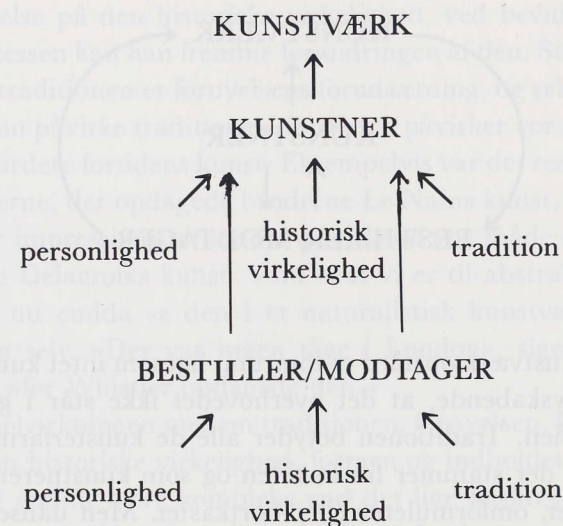 KUNSTVÆRK
KUNSTNER
personlighed
historisk
virkelighed
tradition
BESTILLER/MODTAGER
personlighed
historisk
virkelighed
tradition